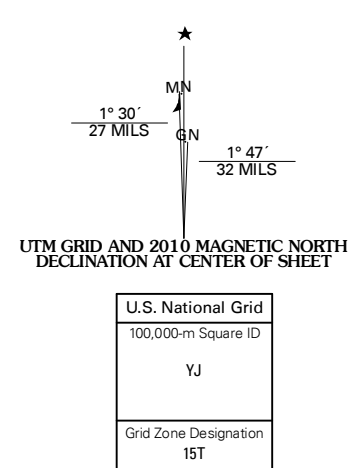 MN
1° 30´
27 MILS
GN
1° 47´
32 MILS
UTM GRID AND 2010 MAGNETIC NORTH
DECLINATION AT CENTER OF SHEET
U.S. National Grid
100,000-m Square ID
YJ
Grid Zone Designation
15T